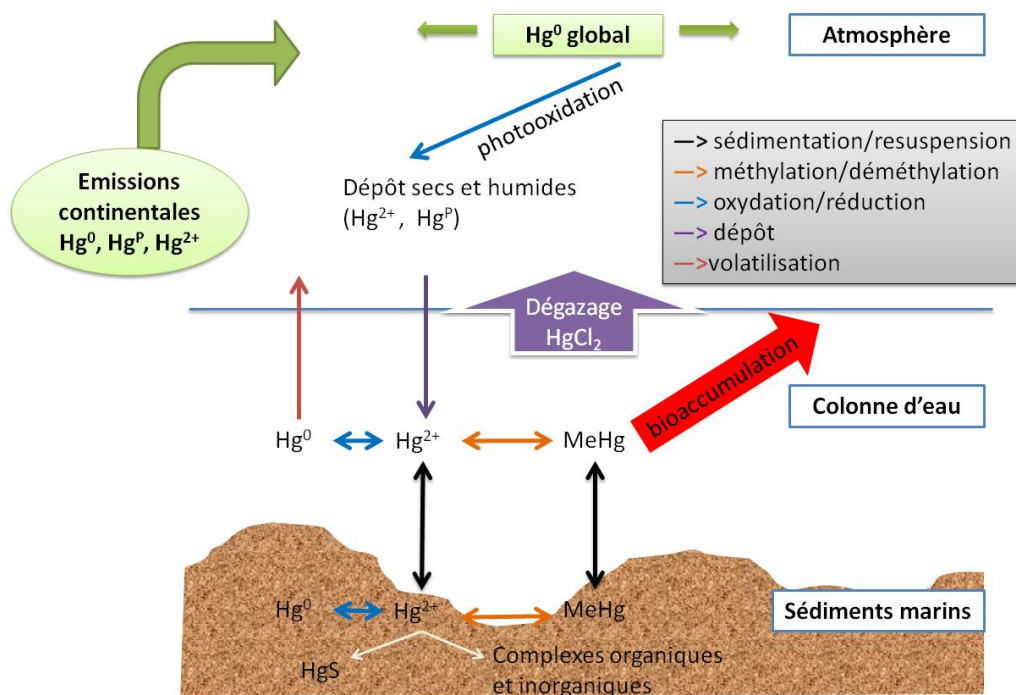 Hg⁰ global
Atmosphère
photooxidation
—> sédimentation/resuspension
—> méthylation/déméthylation
—> oxydation/réduction
—> dépôt
—>volatilisation
Emissions
continentales
Hg⁰, Hgᴾ, Hg²⁺
Dépôt secs et humides
(Hg²⁺ , Hgᴾ)
Dégazage
HgCl₂
bioaccumulation
Colonne d’eau
Hg⁰
Hg²⁺
MeHg
Hg⁰
Hg²⁺
MeHg
Sédiments marins
HgS
Complexes organiques
et inorganiques